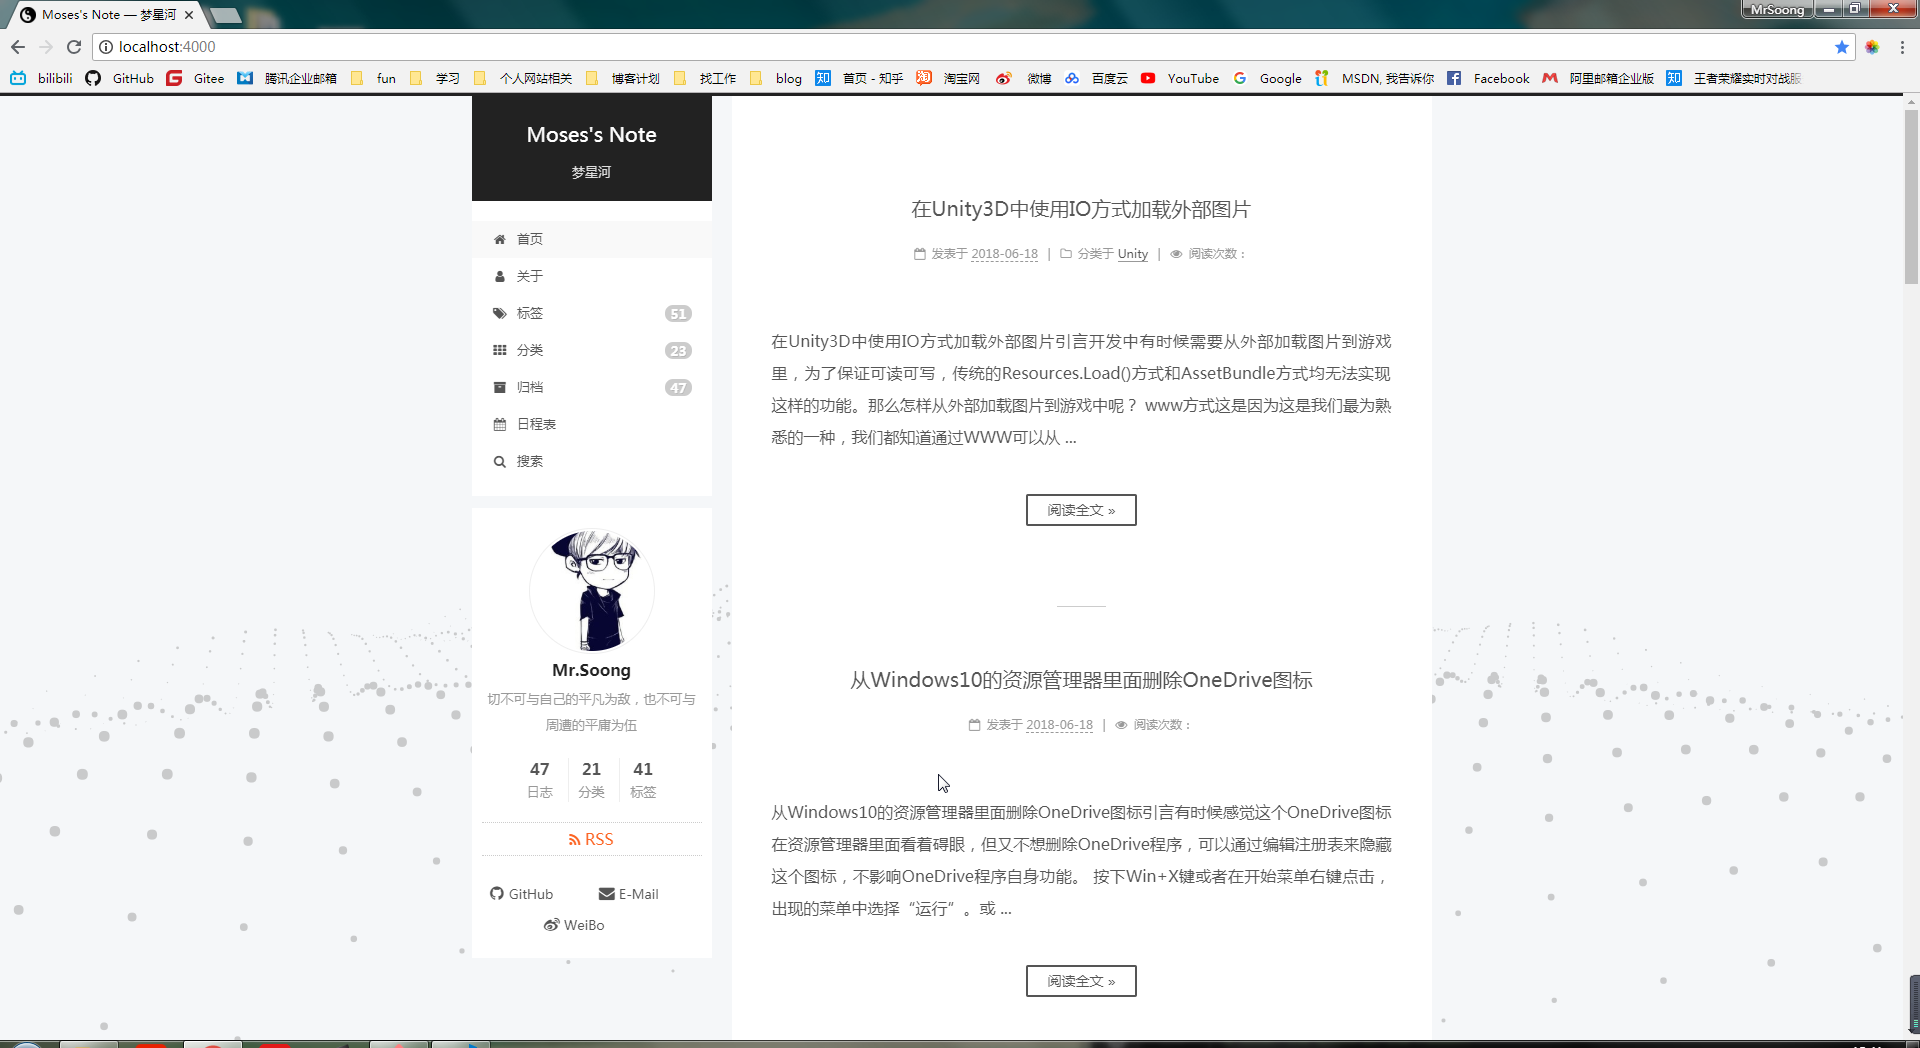 Moses's Note — 梦星河
MrSoong
localhost:4000
bilibili GitHub Gitee 腾讯企业邮箱 fun 学习 个人网站相关 博客计划 找工作 blog 首页 - 知乎 淘宝网 微博 百度云 YouTube Google MSDN, 我告诉你 Facebook 阿里邮箱企业版 王者荣耀实时对战服
Moses's Note
梦星河
首页
关于
标签 51
分类 23
归档 47
日程表
搜索
Mr.Soong
切不可与自己的平凡为敌，也不可与
周遭的平庸为伍
47 21 41
日志 分类 标签
RSS
GitHub E-Mail
WeiBo
在Unity3D中使用IO方式加载外部图片
发表于 2018-06-18 | 分类于 Unity | 阅读次数：
在Unity3D中使用IO方式加载外部图片引言开发中有时候需要从外部加载图片到游戏
里，为了保证可读可写，传统的Resources.Load()方式和AssetBundle方式均无法实现
这样的功能。那么怎样从外部加载图片到游戏中呢？ www方式这是因为这是我们最为熟
悉的一种，我们都知道通过WWW可以从 ...
阅读全文 »
从Windows10的资源管理器里面删除OneDrive图标
发表于 2018-06-18 | 阅读次数：
从Windows10的资源管理器里面删除OneDrive图标引言有时候感觉这个OneDrive图标
在资源管理器里面看着碍眼，但又不想删除OneDrive程序，可以通过编辑注册表来隐藏
这个图标，不影响OneDrive程序自身功能。 按下Win+X键或者在开始菜单右键点击，
出现的菜单中选择“运行”。或 ...
阅读全文 »